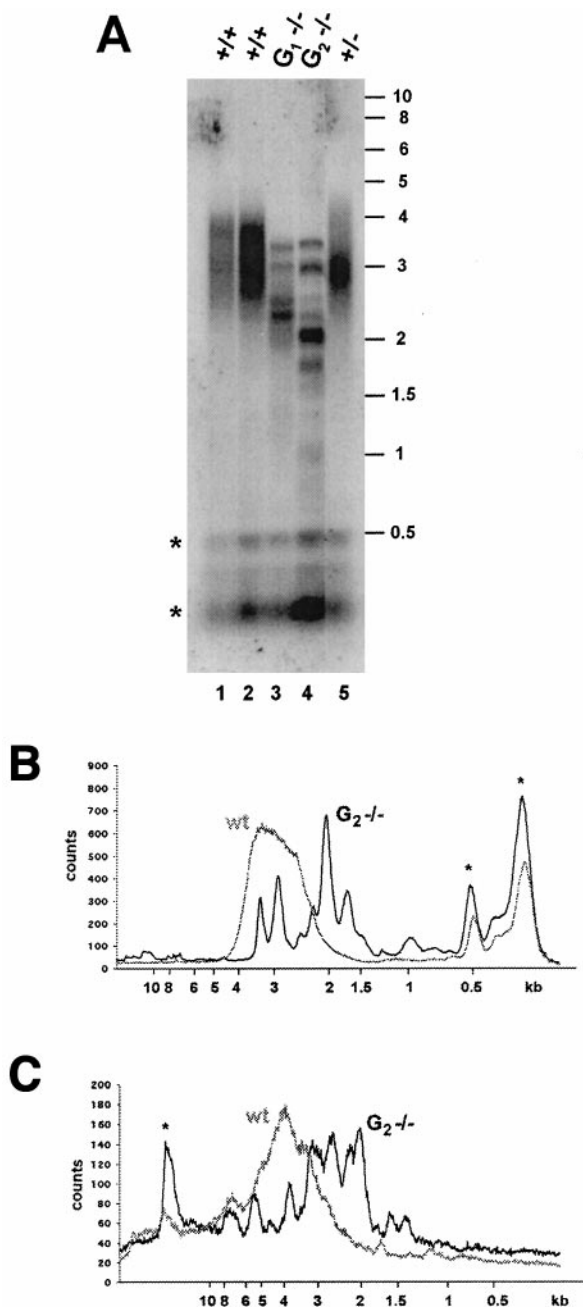 A
+/+ +/+ G1 -/- G2 -/- +/-
10
8
6
5
4
3
2
1.5
1
0.5
*
*
1 2 3 4 5
B
900
800
700
600
500
400
300
200
100
0
counts
wt
G2 -/-
*
*
10 8 6 5 4 3 2 1.5 1 0.5 kb
C
200
180
160
140
120
100
80
60
40
20
0
counts
*
wt
G2 -/-
10 8 6 5 4 3 2 1.5 1 0.5 kb